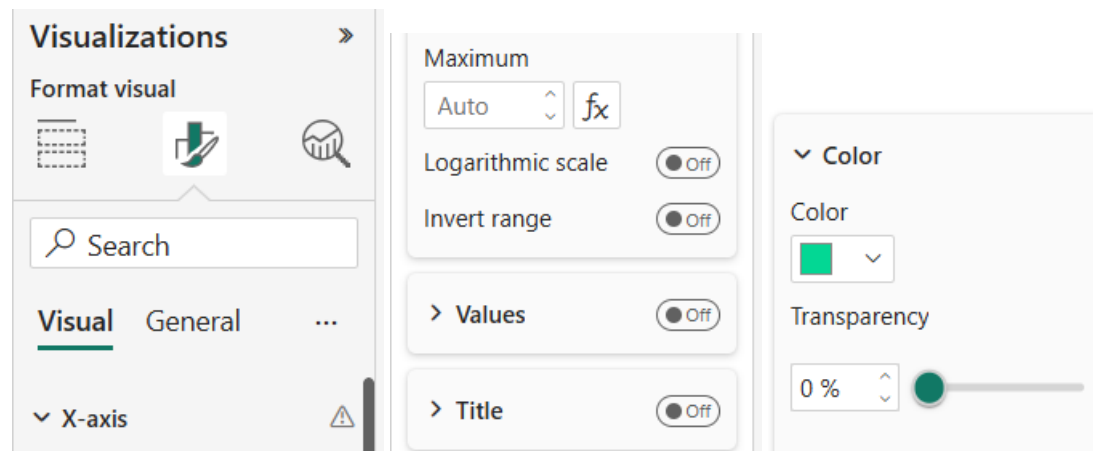 Visualizations
Format visual
Search
Visual General ...
X-axis
Maximum
Auto fx
Logarithmic scale Off
Invert range Off
Values Off
Title Off
Color
Color
Transparency
0 %